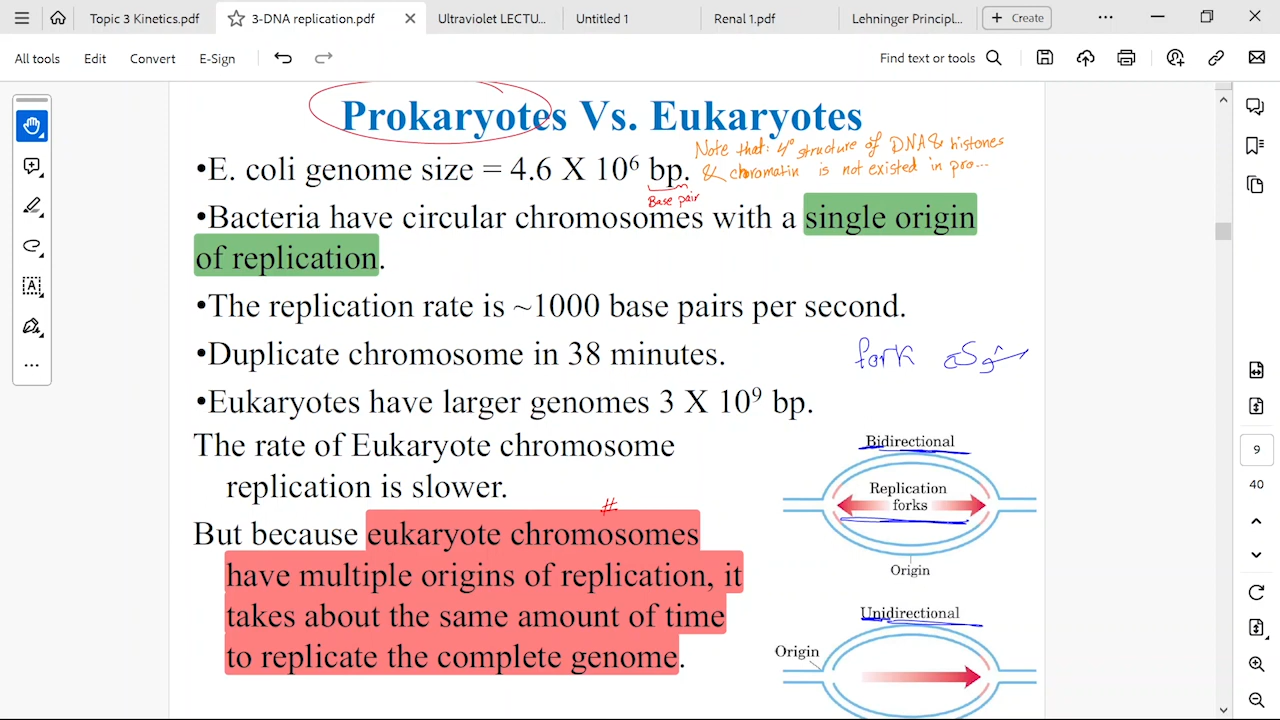 Topic 3 Kinetics.pdf
3-DNA replication.pdf
Ultraviolet LECTU...
Untitled 1
Renal 1.pdf
Lehninger Principl...
+ Create
All tools
Edit
Convert
E-Sign
Find text or tools
Prokaryotes Vs. Eukaryotes
Note that: 4° structure of DNA & histones
& chromatin is not existed in pro...
•E. coli genome size = 4.6 X 10⁶ bp.
Base pair
•Bacteria have circular chromosomes with a single origin
of replication.
•The replication rate is ~1000 base pairs per second.
•Duplicate chromosome in 38 minutes.
fork
•Eukaryotes have larger genomes 3 X 10⁹ bp.
The rate of Eukaryote chromosome
replication is slower.
#
But because eukaryote chromosomes
have multiple origins of replication, it
takes about the same amount of time
to replicate the complete genome.
Bidirectional
Replication
forks
Origin
Unidirectional
Origin
9
40